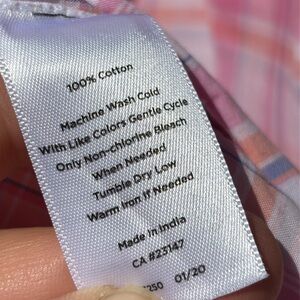 100% Cotton
Machine Wash Cold
With Like Colors Gentle Cycle
Only Non-chlorine Bleach
When Needed
Tumble Dry Low
Warm Iron If Needed
Made in India
CA #23147
250 01/20